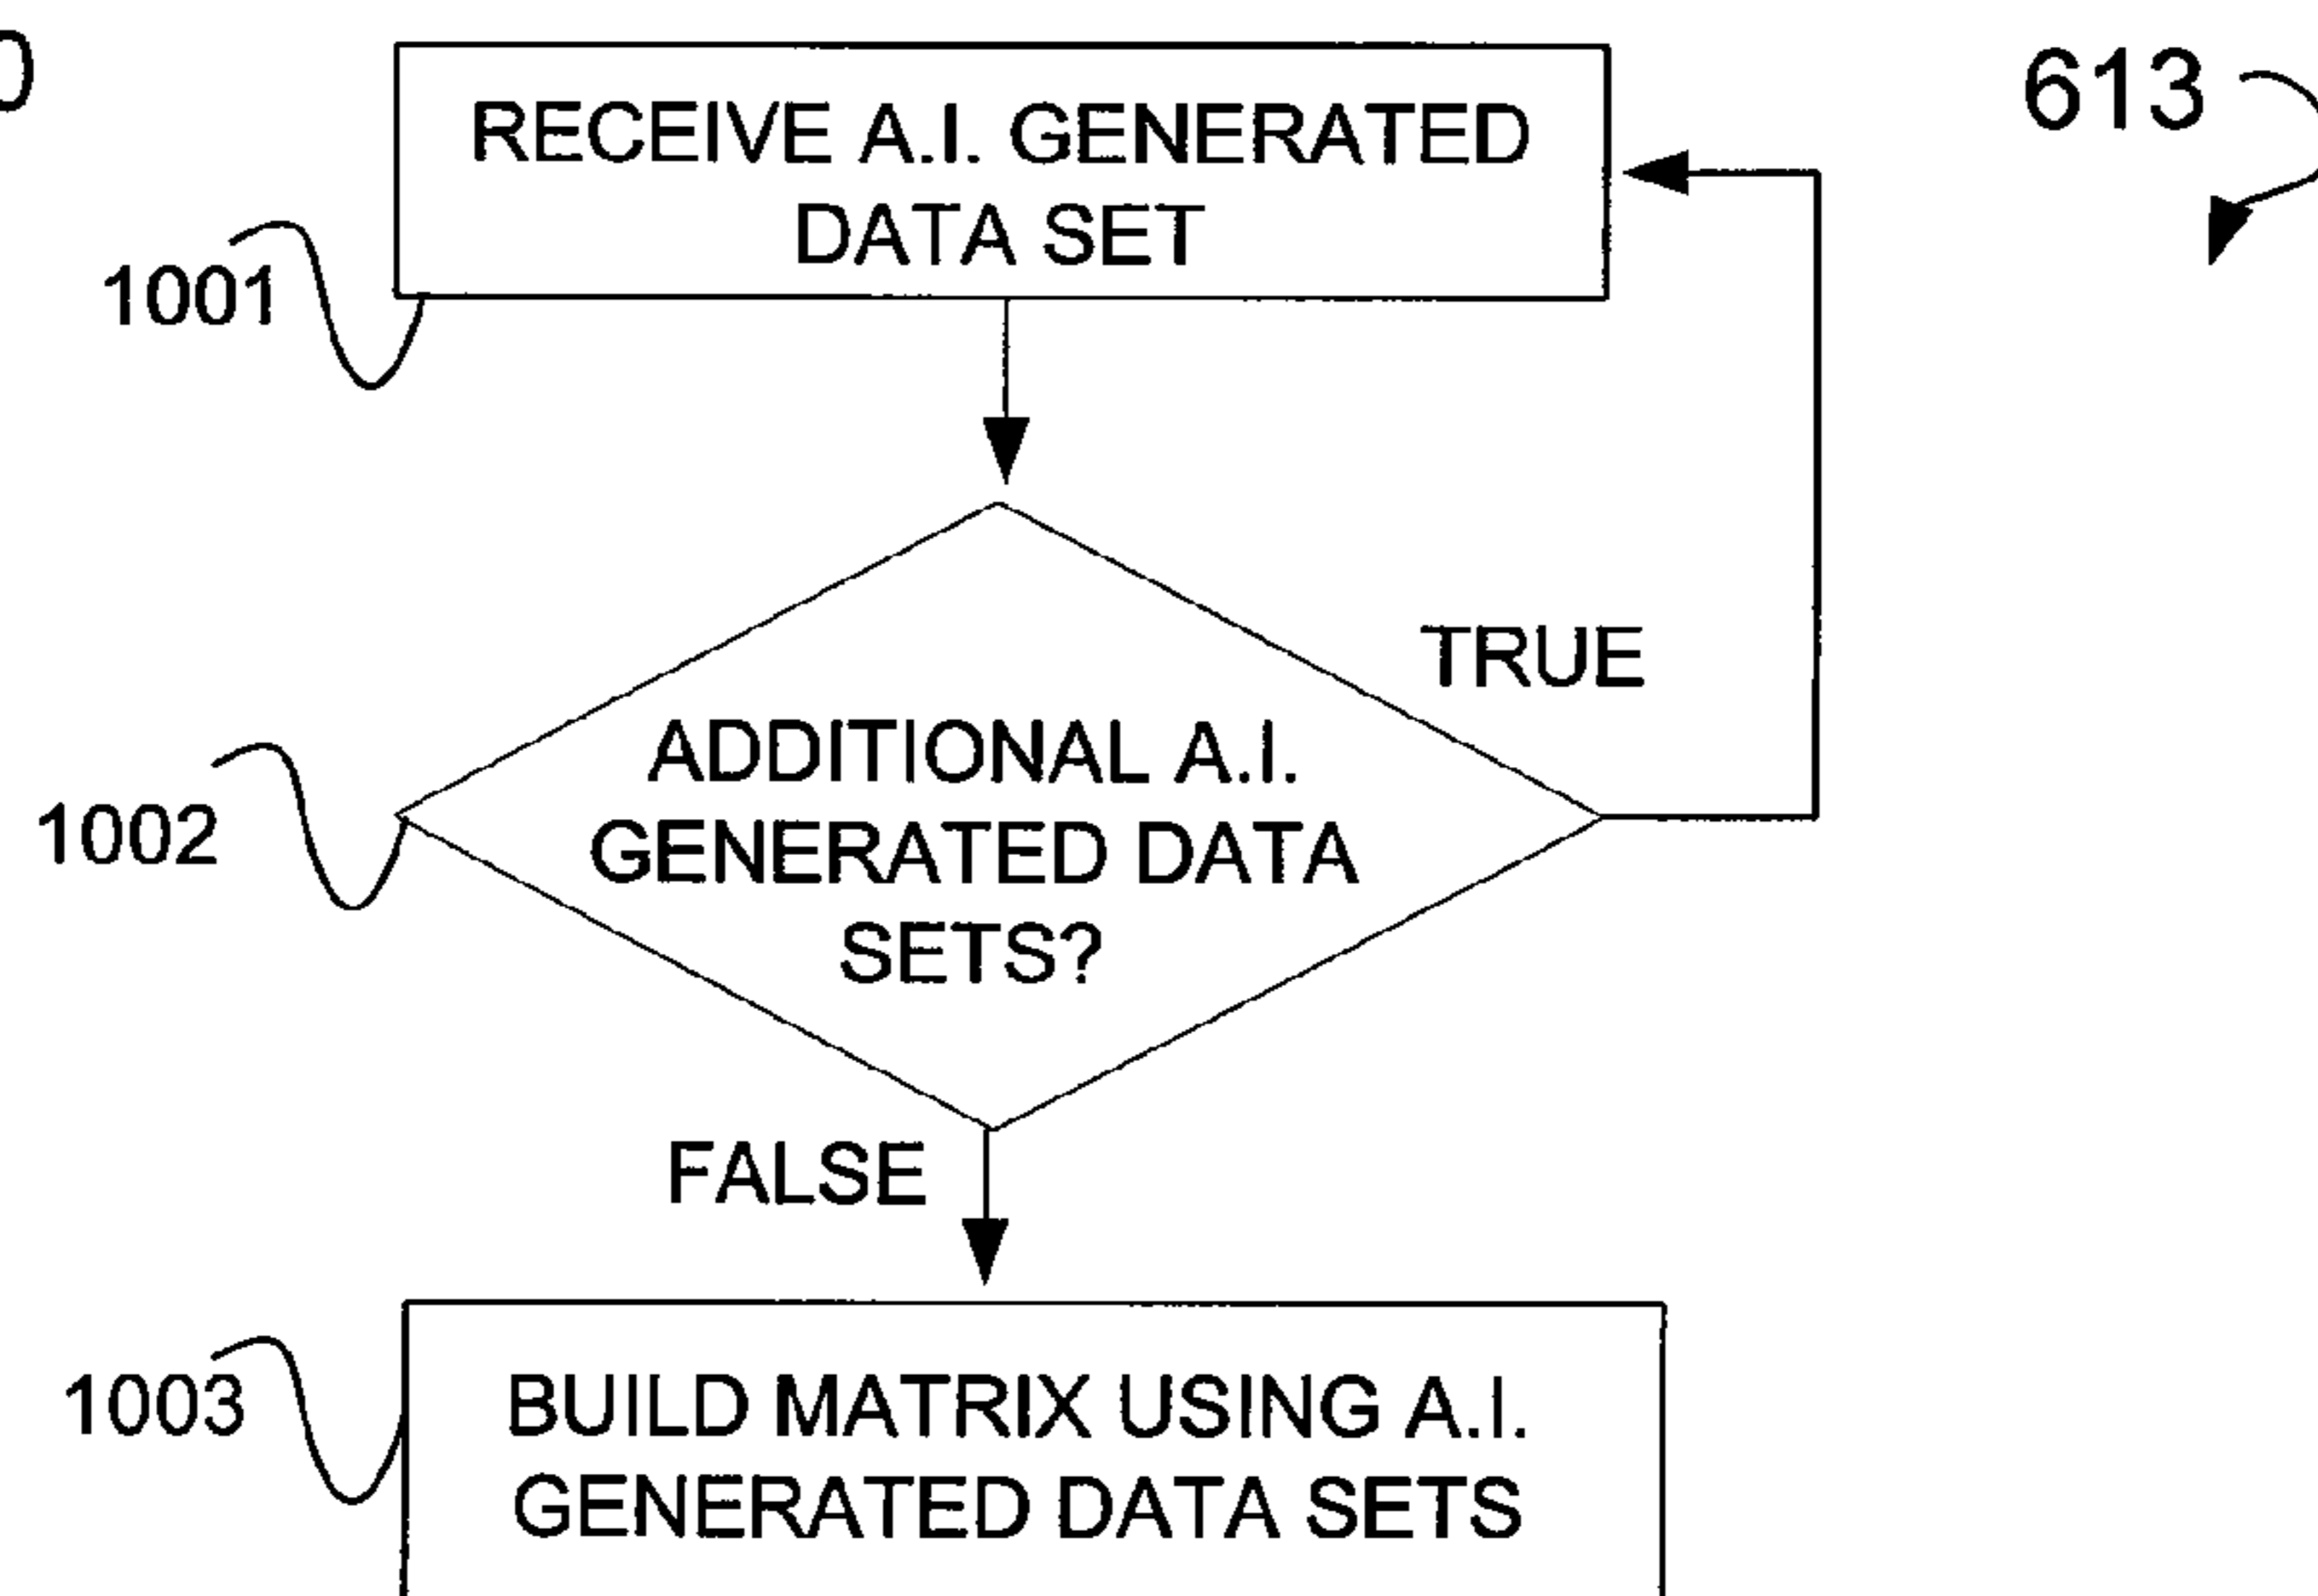 613
RECEIVE A.I. GENERATED
DATA SET
1001
TRUE
ADDITIONAL A.I.
GENERATED DATA
SETS?
1002
FALSE
1003
BUILD MATRIX USING A.I.
GENERATED DATA SETS